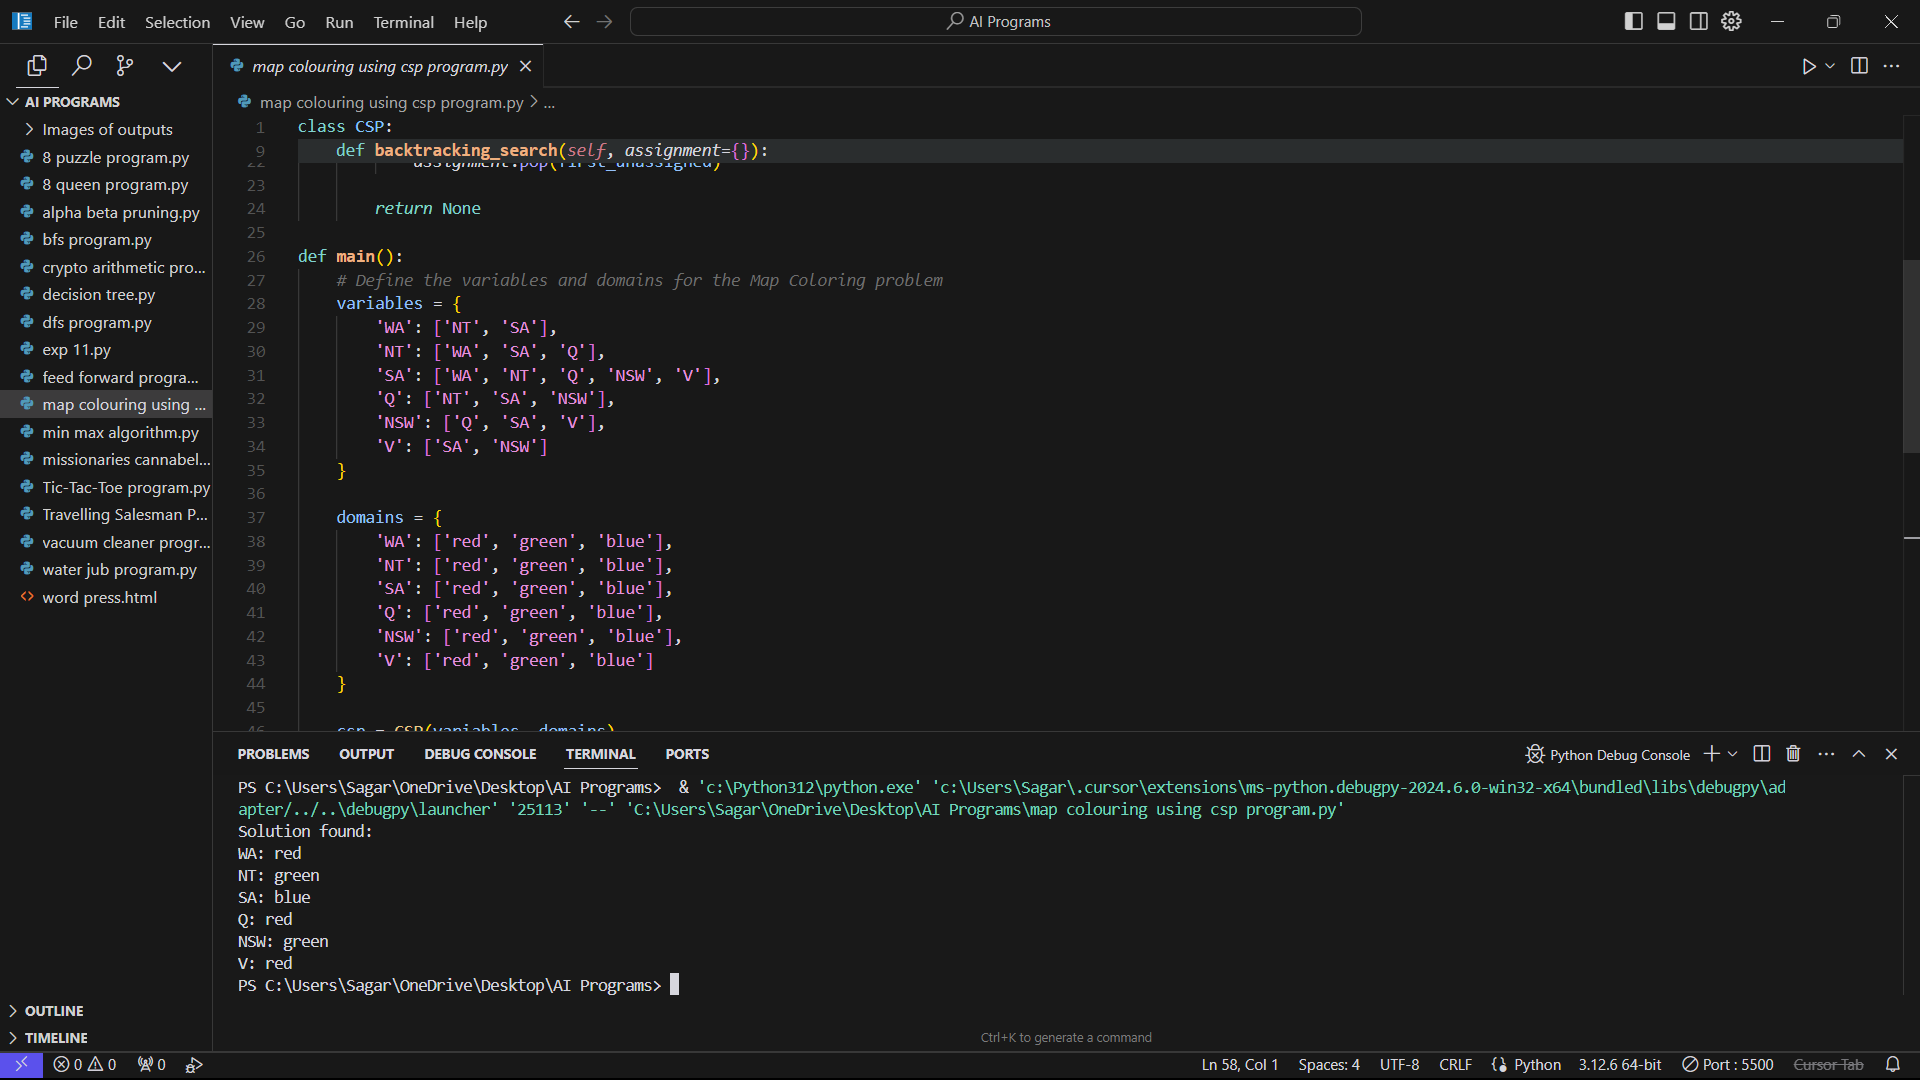 File Edit Selection View Go Run Terminal Help
AI Programs
map colouring using csp program.py
AI PROGRAMS
Images of outputs
8 puzzle program.py
8 queen program.py
alpha beta pruning.py
bfs program.py
crypto arithmetic pro...
decision tree.py
dfs program.py
exp 11.py
feed forward progra...
map colouring using ...
min max algorithm.py
missionaries cannabel...
Tic-Tac-Toe program.py
Travelling Salesman P...
vacuum cleaner progr...
water jub program.py
word press.html
OUTLINE
TIMELINE
map colouring using csp program.py > ...
1 class CSP:
9 def backtracking_search(self, assignment={}):
22 assignment.pop(first_unassigned)
23
24 return None
25
26 def main():
27 # Define the variables and domains for the Map Coloring problem
28 variables = {
29 'WA': ['NT', 'SA'],
30 'NT': ['WA', 'SA', 'Q'],
31 'SA': ['WA', 'NT', 'Q', 'NSW', 'V'],
32 'Q': ['NT', 'SA', 'NSW'],
33 'NSW': ['Q', 'SA', 'V'],
34 'V': ['SA', 'NSW']
35 }
36
37 domains = {
38 'WA': ['red', 'green', 'blue'],
39 'NT': ['red', 'green', 'blue'],
40 'SA': ['red', 'green', 'blue'],
41 'Q': ['red', 'green', 'blue'],
42 'NSW': ['red', 'green', 'blue'],
43 'V': ['red', 'green', 'blue']
44 }
45
46 csp = CSP(variables, domains)
PROBLEMS OUTPUT DEBUG CONSOLE TERMINAL PORTS
Python Debug Console
PS C:\Users\Sagar\OneDrive\Desktop\AI Programs>  & 'c:\Python312\python.exe' 'c:\Users\Sagar\.cursor\extensions\ms-python.debugpy-2024.6.0-win32-x64\bundled\libs\debugpy\ad
apter/../..\debugpy\launcher' '25113' '--' 'C:\Users\Sagar\OneDrive\Desktop\AI Programs\map colouring using csp program.py'
Solution found:
WA: red
NT: green
SA: blue
Q: red
NSW: green
V: red
PS C:\Users\Sagar\OneDrive\Desktop\AI Programs>
Ctrl+K to generate a command
0 0 0
Ln 58, Col 1 Spaces: 4 UTF-8 CRLF Python 3.12.6 64-bit Port : 5500 Cursor Tab